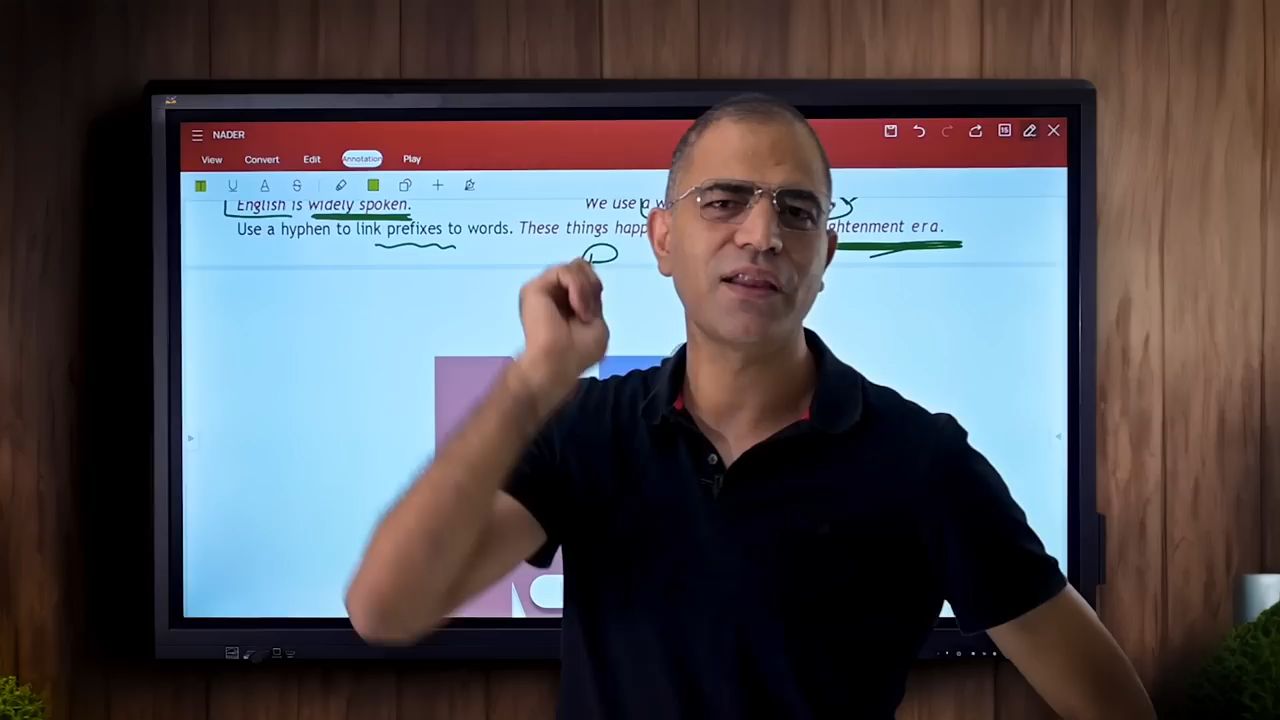 NADER
View Convert Edit Annotation Play
English is widely spoken. We use a
Use a hyphen to link prefixes to words. These things happ ghtenment era.